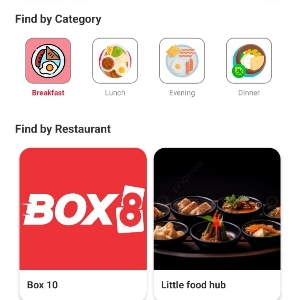 Find by Category
Breakfast
Lunch
Evening
Dinner
Find by Restaurant
BOX8
Box 10
Little food hub